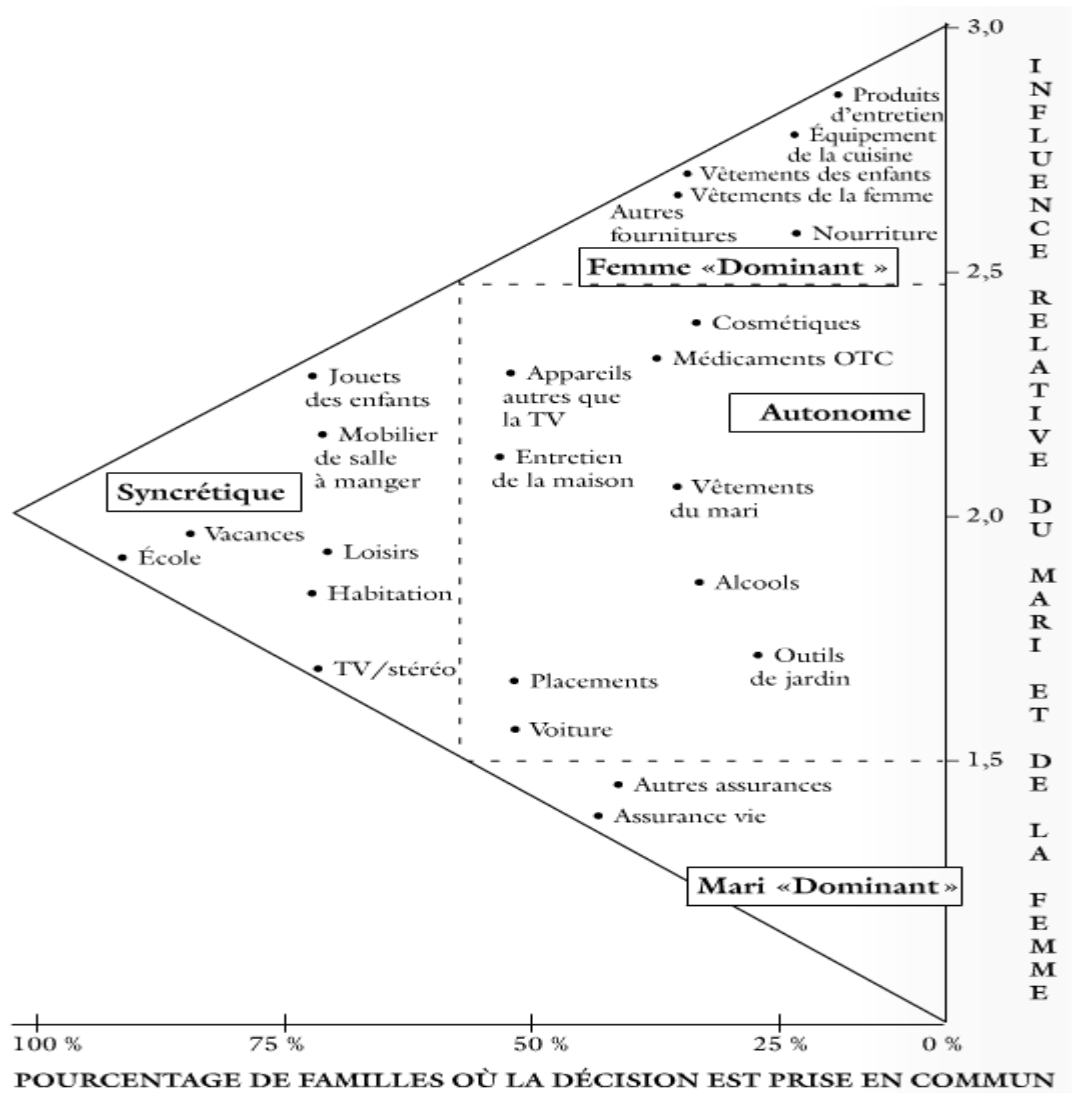 3,0
Produits
d'entretien
Équipement
de la cuisine
Vêtements des enfants
Vêtements de la femme
Autres
fournitures
Nourriture
Femme «Dominant »
2,5
Cosmétiques
Médicaments OTC
Jouets
des enfants
Appareils
autres que
la TV
Autonome
Mobilier
de salle
à manger
Entretien
de la maison
Syncrétique
Vêtements
du mari
2,0
Vacances
École
Loisirs
Habitation
Alcools
TV/stéréo
Outils
de jardin
Placements
Voiture
1,5
Autres assurances
Assurance vie
Mari «Dominant»
INFLUENCE RELATIVE DU MARI ET DE LA FEMME
100 % 75 % 50 % 25 % 0 %
POURCENTAGE DE FAMILLES OÙ LA DÉCISION EST PRISE EN COMMUN